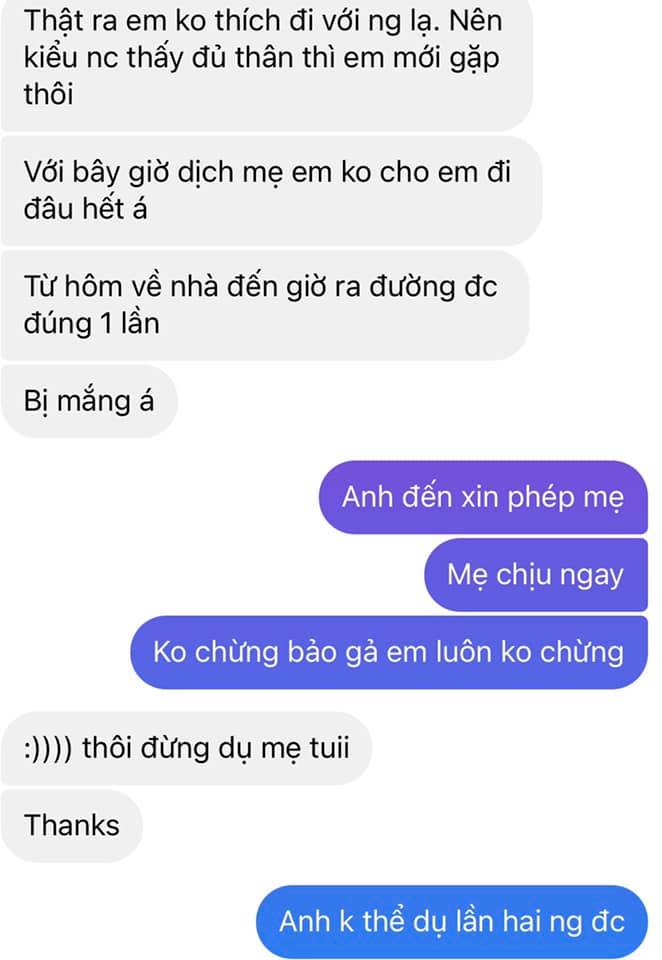 Thật ra em ko thích đi với ng lạ. Nên
kiểu nc thấy đủ thân thì em mới gặp
thôi
Với bây giờ dịch mẹ em ko cho em đi
đâu hết á
Từ hôm về nhà đến giờ ra đường đc
đúng 1 lần
Bị mắng á
Anh đến xin phép mẹ
Mẹ chịu ngay
Ko chừng bảo gả em luôn ko chừng
:)))) thôi đừng dụ mẹ tuii
Thanks
Anh k thể dụ lần hai ng đc